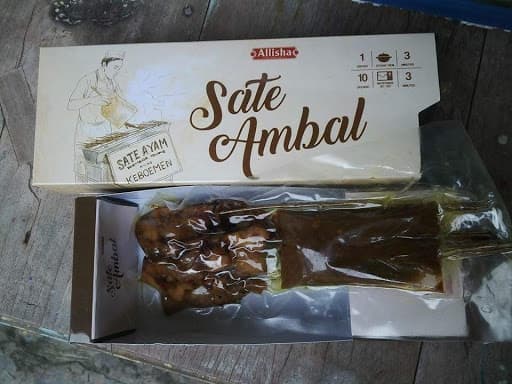 Allisha
Sate
Ambal
1
3
10
3
SATE AYAM
KEBOEMEN
Sate
Ambal